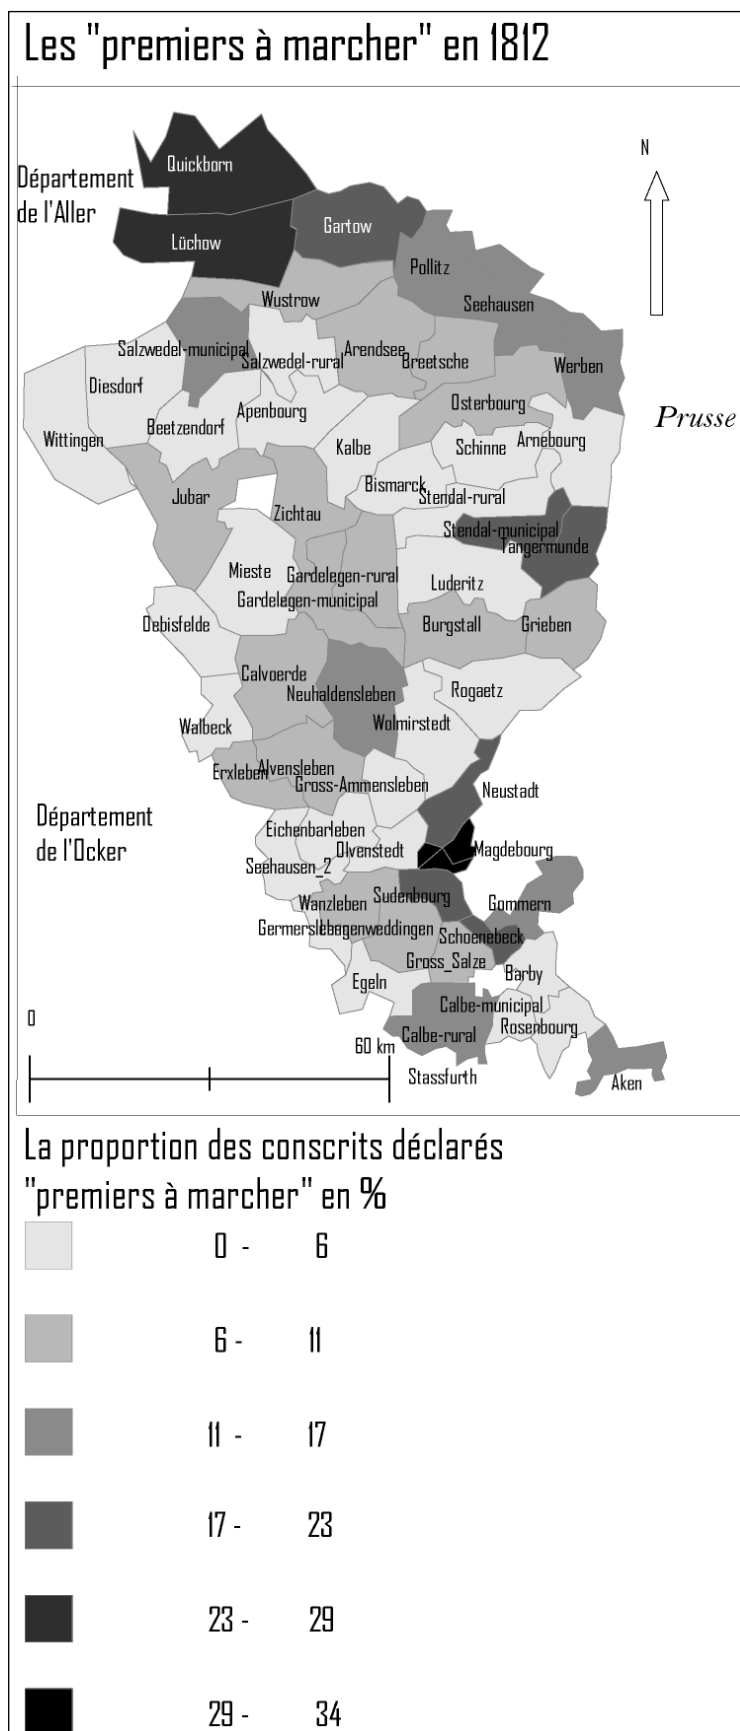 Les "premiers à marcher" en 1812
N
Quickborn
Département
de l'Aller
Gartow
Lüchow
Pollitz
Wustrow
Seehausen
Salzwedel-municipal
Arendsee
Salzwedel-rural
Breetsche
Werben
Diesdorf
Osterbourg
Apenbourg
Prusse
Beetzendorf
Wittingen
Kalbe
Schinne
Arnebourg
Bismarck
Jubar
Stendal-rural
Zichtau
Stendal-municipal
Tangermunde
Mieste
Gardelegen-rural
Luderitz
Gardelegen-municipal
Oebisfelde
Burgstall
Grieben
Calvoerde
Neuhaldensleben
Rogaetz
Walbeck
Wolmirstedt
Erxleben
Alvensleben
Gross-Ammensleben
Neustadt
Département
de l'Ocker
Eichenbarleben
Olvenstedt
Magdebourg
Seehausen_2
Sudenbourg
Wanzleben
Gommern
Germersleben
Langenweddingen
Schoenebeck
Gross_Salze
Egeln
Barby
Calbe-municipal
0
Rosenbourg
Calbe-rural
60 km
Stassfurth
Aken
La proportion des conscrits déclarés
"premiers à marcher" en %
0 - 6
6 - 11
11 - 17
17 - 23
23 - 29
29 - 34